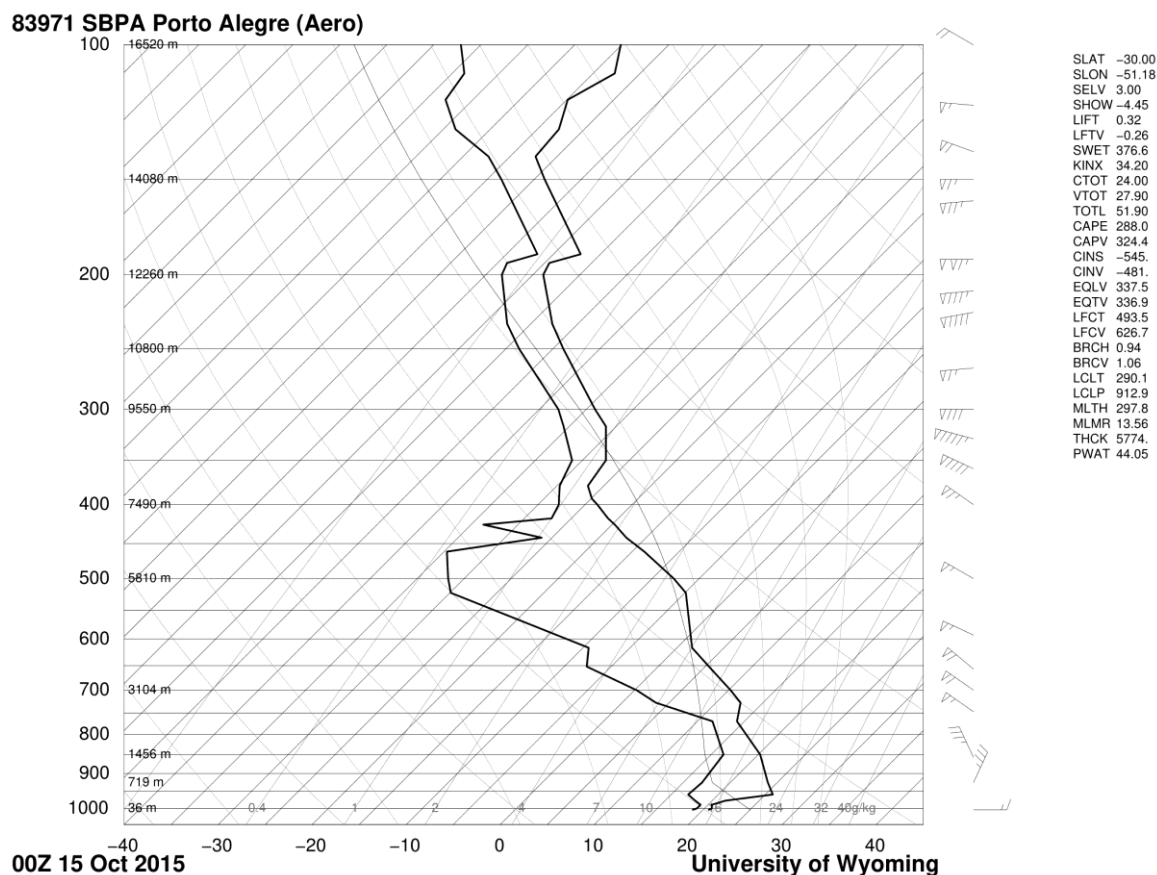 83971 SBPA Porto Alegre (Aero)
100
16520 m
14080 m
200
12260 m
10800 m
300
9550 m
400
7490 m
500
5810 m
600
700
3104 m
800
1456 m
900
719 m
1000
36 m
0.4
1
2
4
7
10
24
32
40g/kg
−40
−30
−20
−10
0
10
20
30
40
00Z 15 Oct 2015
University of Wyoming
SLAT −30.00
SLON −51.18
SELV 3.00
SHOW −4.45
LIFT 0.32
LFTV −0.26
SWET 376.6
KINX 34.20
CTOT 24.00
VTOT 27.90
TOTL 51.90
CAPE 288.0
CAPV 324.4
CINS −545.
CINV −481.
EQLV 337.5
EQTV 336.9
LFCT 493.5
LFCV 626.7
BRCH 0.94
BRCV 1.06
LCLT 290.1
LCLP 912.9
MLTH 297.8
MLMR 13.56
THCK 5774.
PWAT 44.05